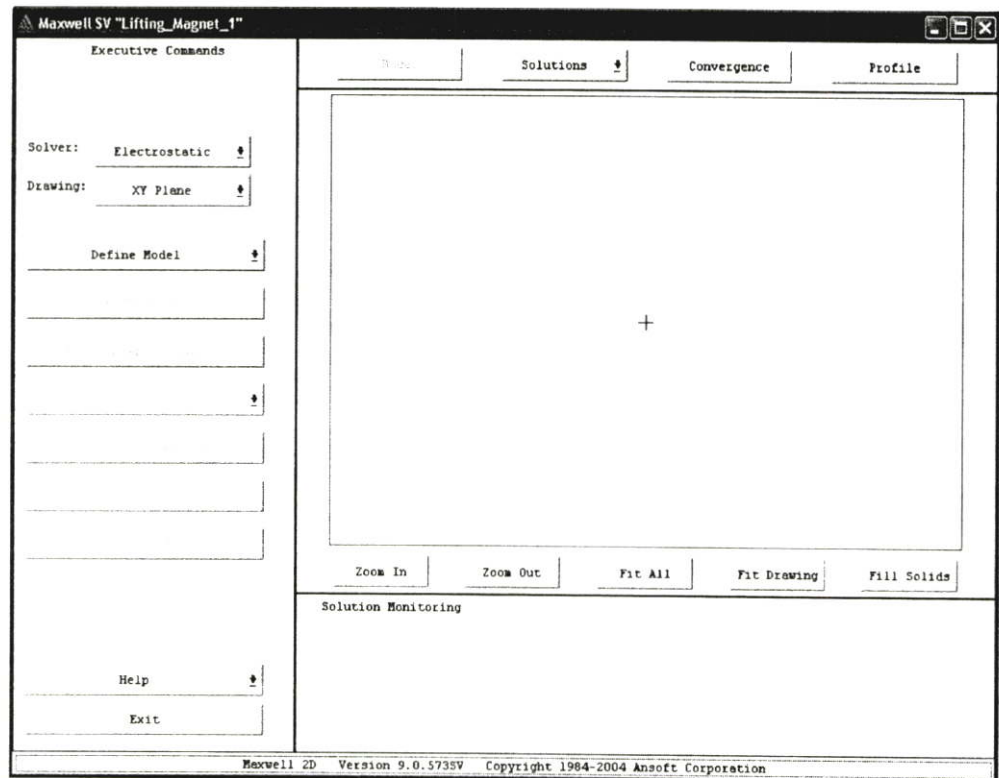 Maxwell SV "Lifting_Magnet_1"
Executive Commands
Solutions
Convergence
Profile
Solver: Electrostatic
Drawing: XY Plane
Define Model
Zoom In
Zoom Out
Fit All
Fit Drawing
Fill Solids
Solution Monitoring
Help
Exit
Maxwell 2D Version 9.0.573SV Copyright 1984-2004 Ansoft Corporation